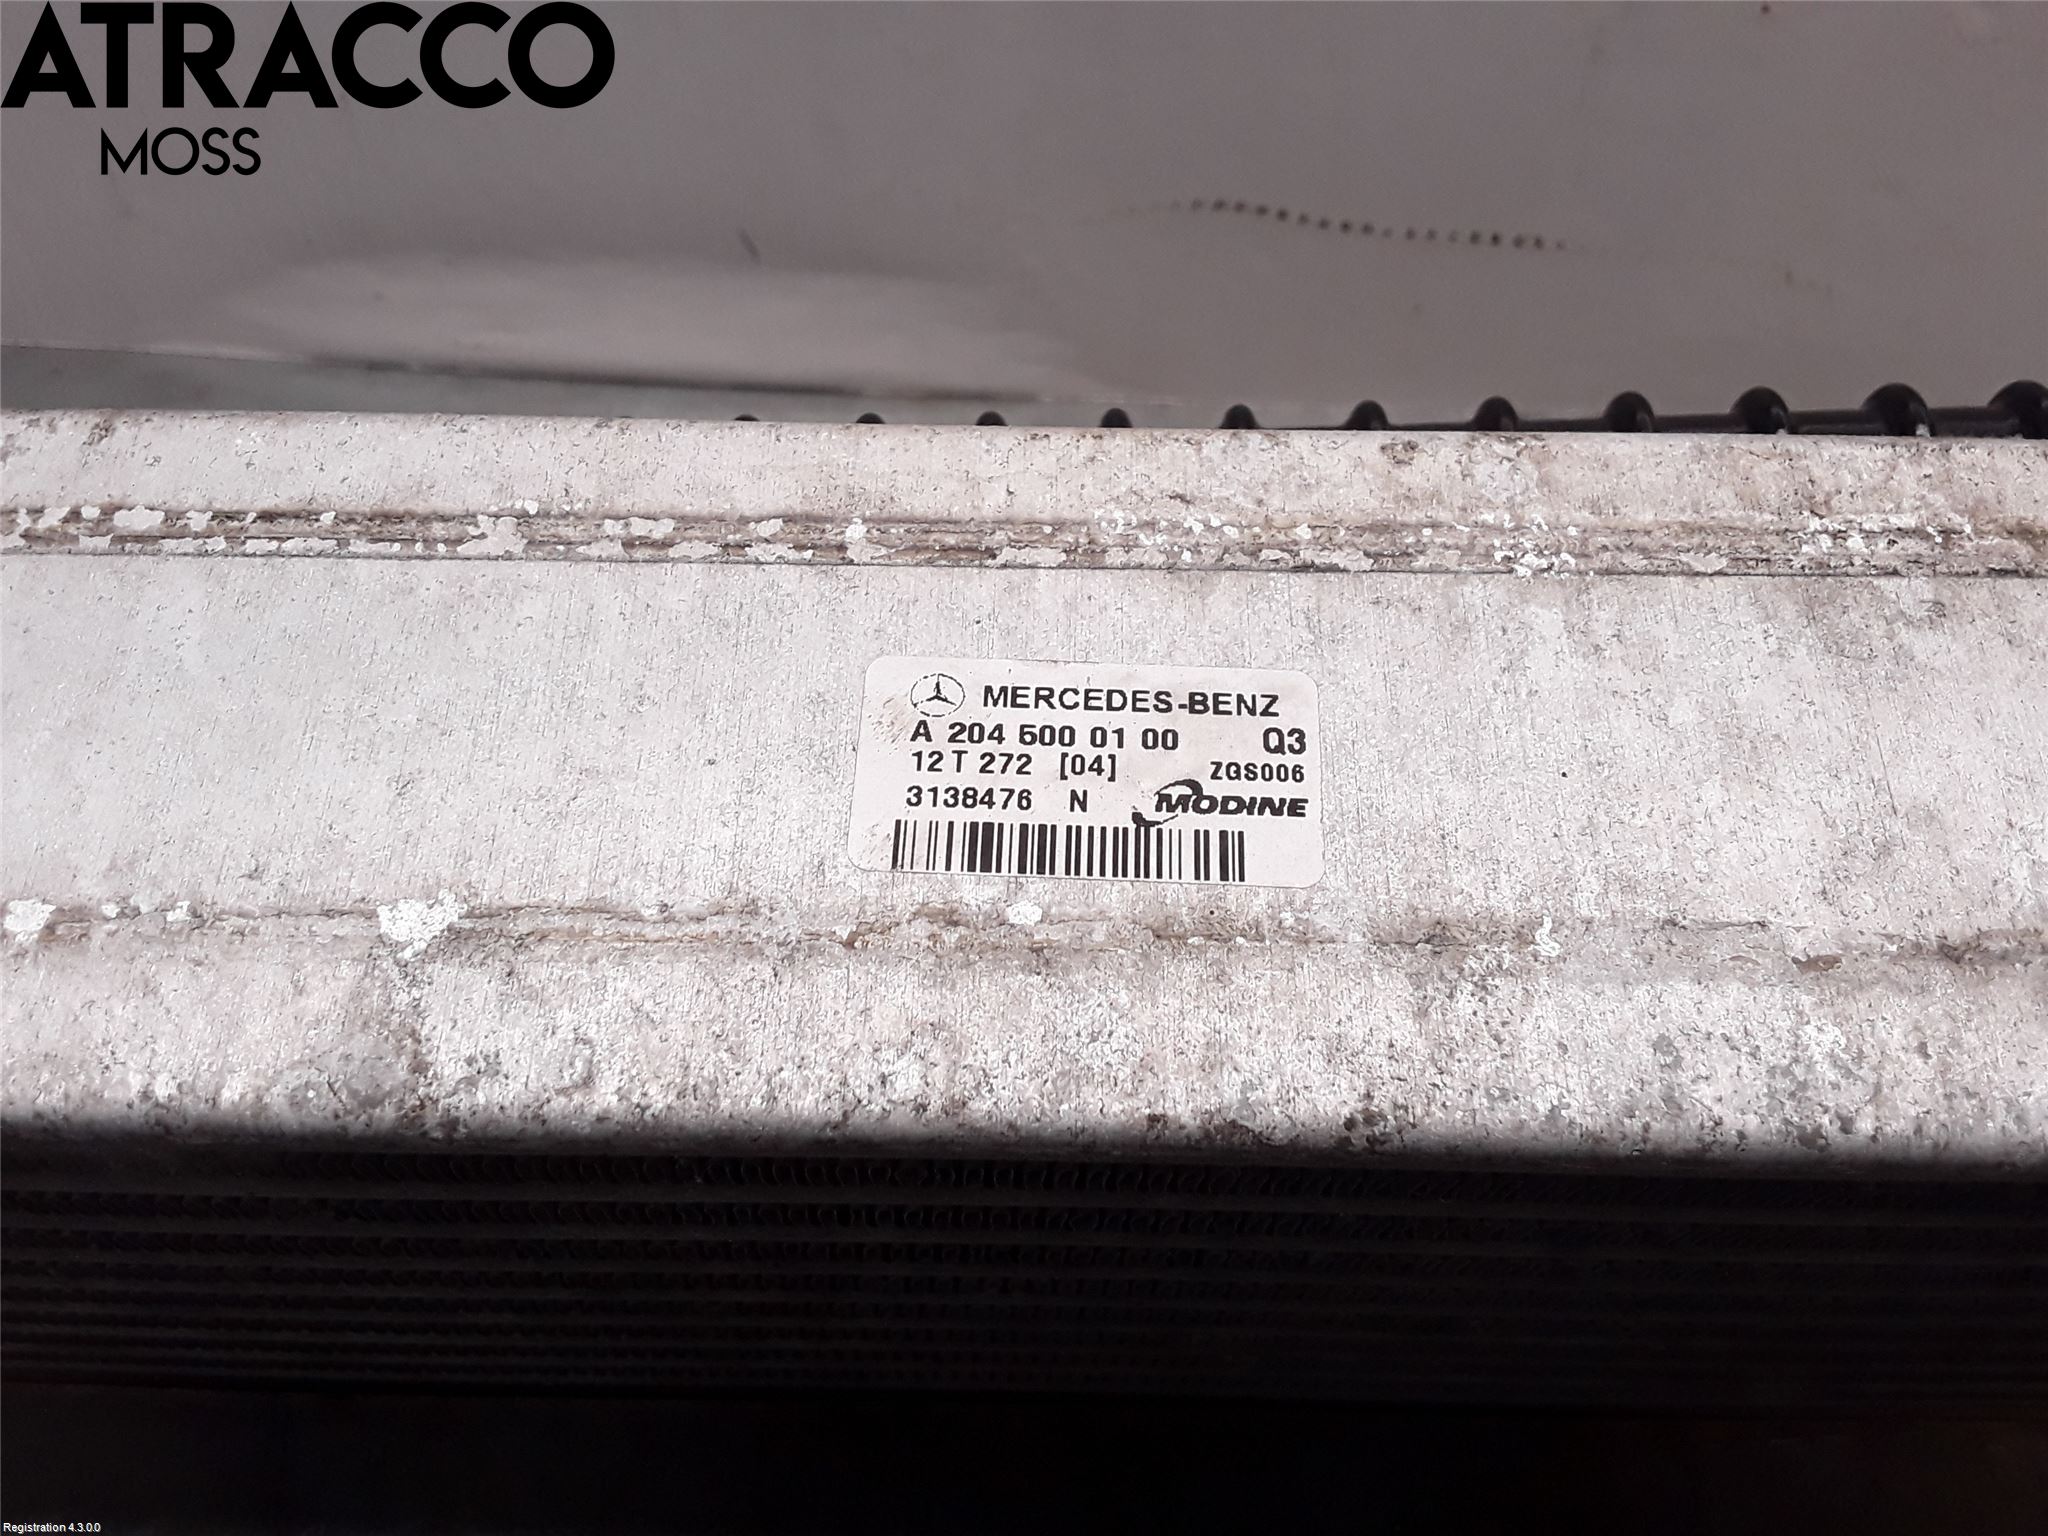 ATRACCO
MOSS
MERCEDES-BENZ
A 204 500 01 00 Q3
12 T 272 [04] ZGS006
3138476 N MODINE
Registration 4.3.0.0